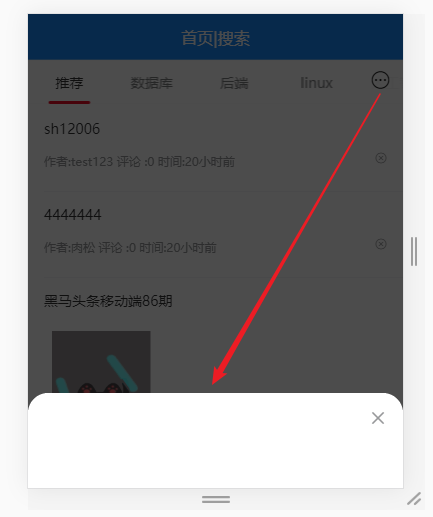 首页|搜索
推荐 数据库 后端 linux
sh12006
作者:test123 评论 :0 时间:20小时前
4444444
作者:内松 评论 :0 时间:20小时前
黑马头条移动端86期